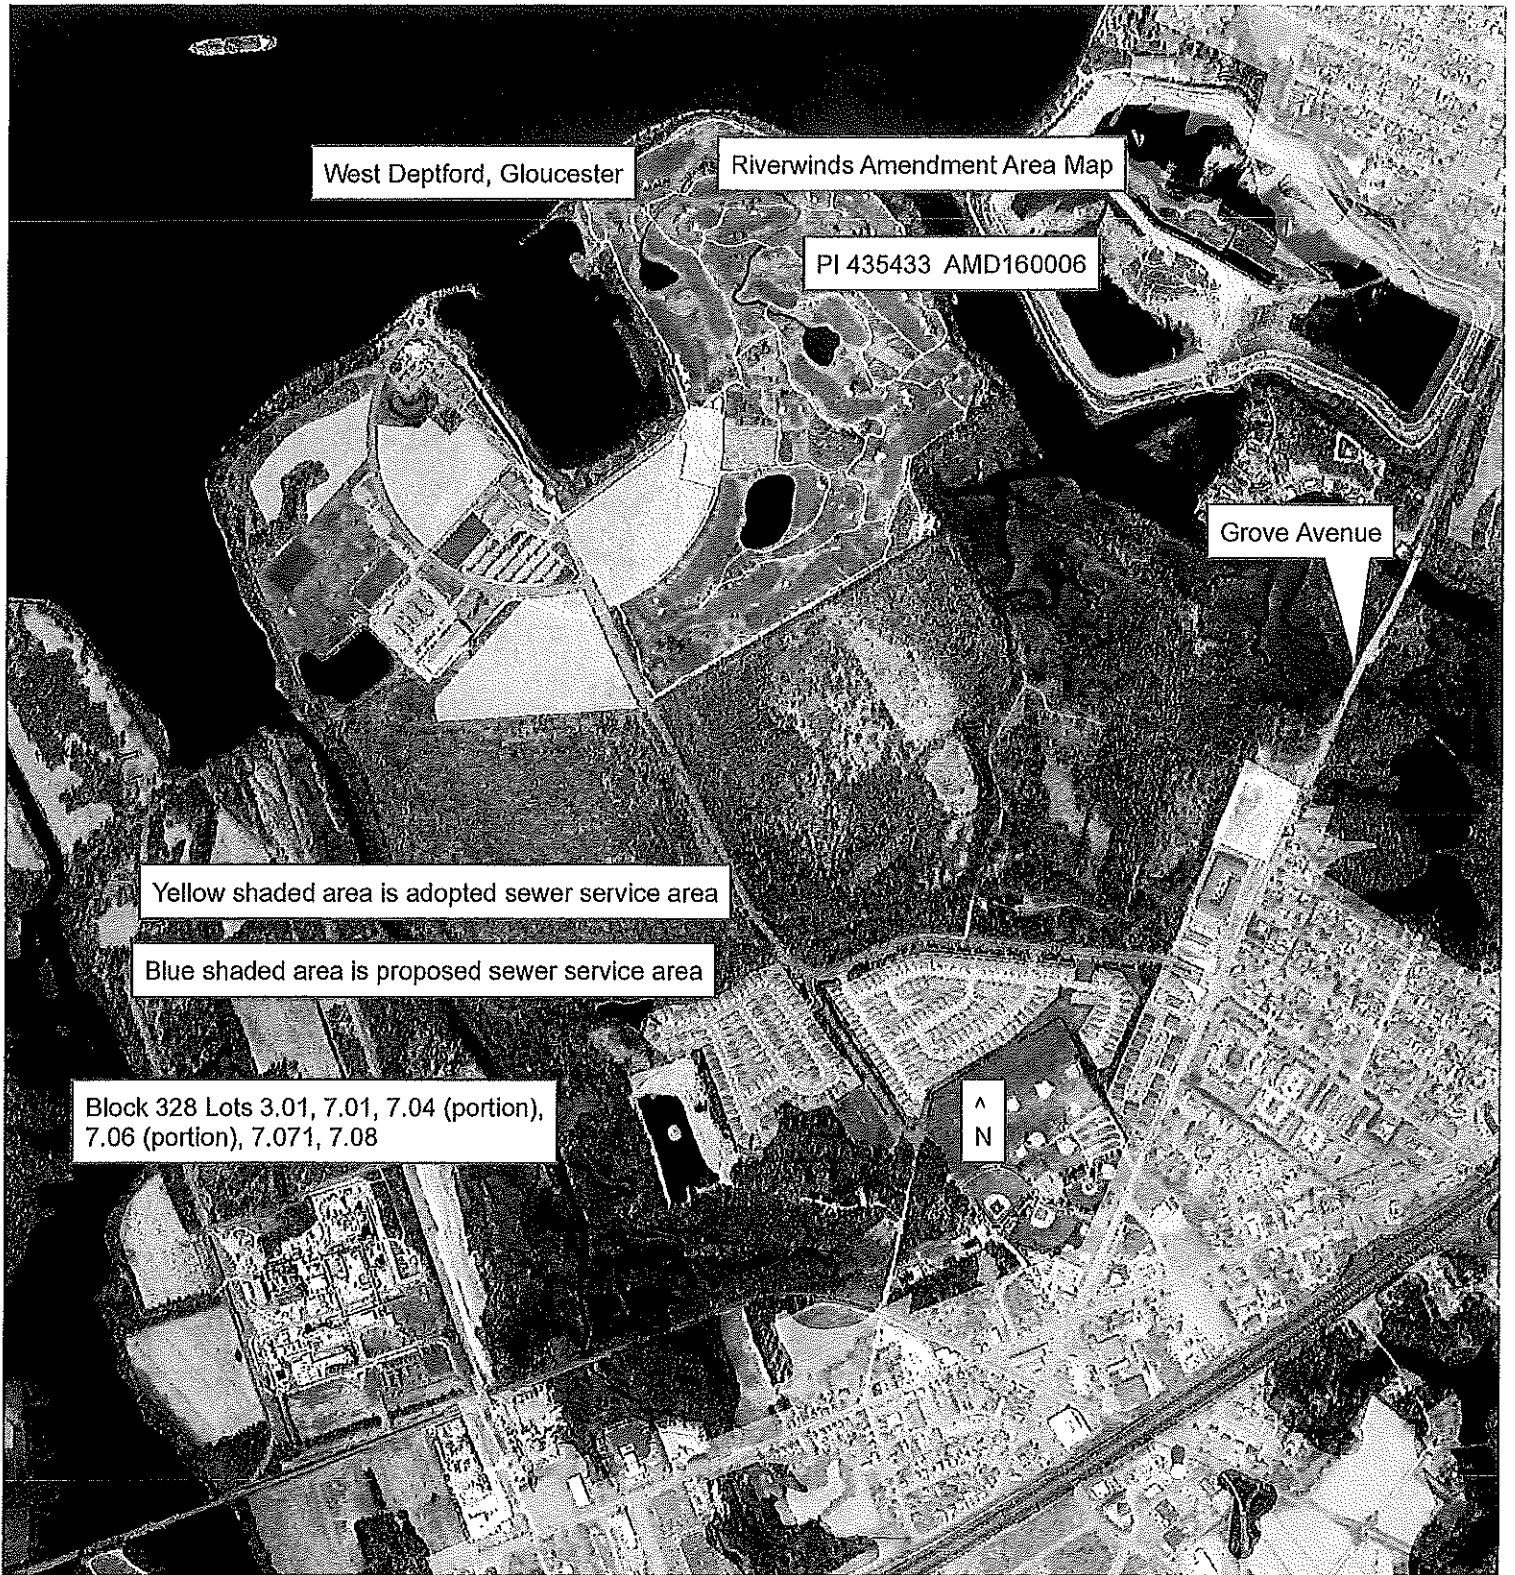 West Deptford, Gloucester
Riverwinds Amendment Area Map
PI 435433 AMD160006
Grove Avenue
Yellow shaded area is adopted sewer service area
Blue shaded area is proposed sewer service area
Block 328 Lots 3.01, 7.01, 7.04 (portion),
7.06 (portion), 7.071, 7.08
^
N